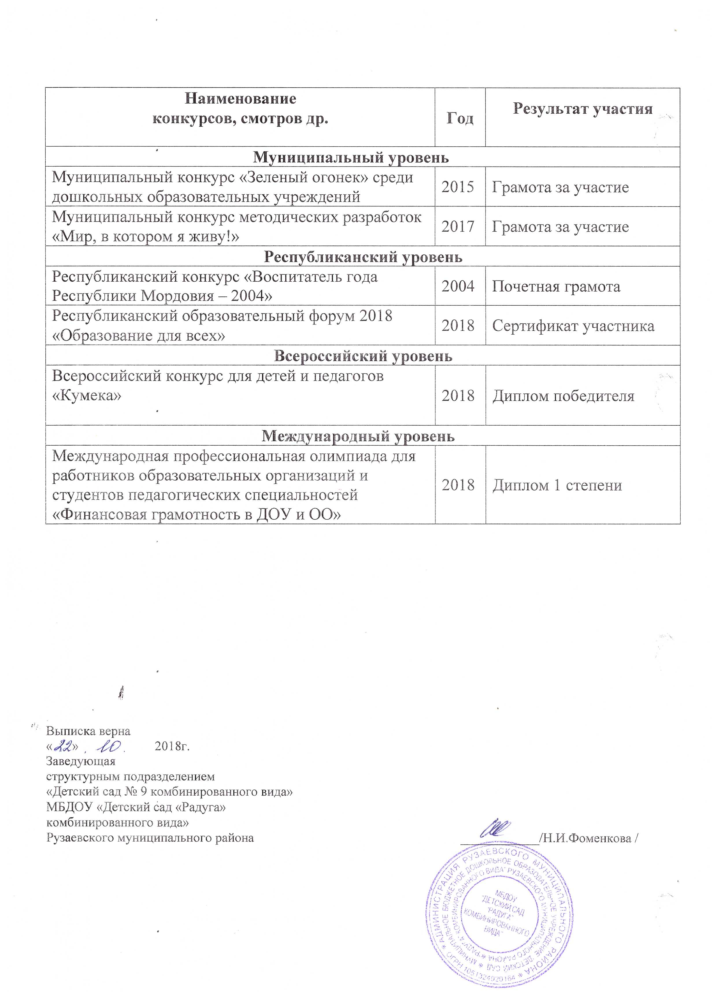 Наименование
конкурсов, смотров др.
Год
Результат участия
Муниципальный уровень
Муниципальный конкурс «Зеленый огонек» среди
дошкольных образовательных учреждений
2015
Грамота за участие
Муниципальный конкурс методических разработок
«Мир, в котором я живу!»
2017
Грамота за участие
Республиканский уровень
Республиканский конкурс «Воспитатель года
Республики Мордовия – 2004»
2004
Почетная грамота
Республиканский образовательный форум 2018
«Образование для всех»
2018
Сертификат участника
Всероссийский уровень
Всероссийский конкурс для детей и педагогов
«Кумека»
2018
Диплом победителя
Международный уровень
Международная профессиональная олимпиада для
работников образовательных организаций и
студентов педагогических специальностей
«Финансовая грамотность в ДОУ и ОО»
2018
Диплом 1 степени
Выписка верна
«22» . 10 . 2018г.
Заведующая
структурным подразделением
«Детский сад № 9 комбинированного вида»
МБДОУ «Детский сад «Радуга»
комбинированного вида»
Рузаевского муниципального района
/Н.И.Фоменкова /
* АДМИНИСТРАЦИЯ РУЗАЕВСКОГО МУНИЦИПАЛЬНОГО РАЙОНА *
ОГРН 1051324020164
* МУНИЦИПАЛЬНОЕ БЮДЖЕТНОЕ ДОШКОЛЬНОЕ ОБРАЗОВАТЕЛЬНОЕ УЧРЕЖДЕНИЕ "ДЕТСКИЙ САД
* "РАДУГА" КОМБИНИРОВАННОГО ВИДА" РУЗАЕВСКОГО МУНИЦИПАЛЬНОГО РАЙОНА
МБДОУ
"ДЕТСКИЙ САД
"РАДУГА"
КОМБИНИРОВАННОГО
ВИДА"